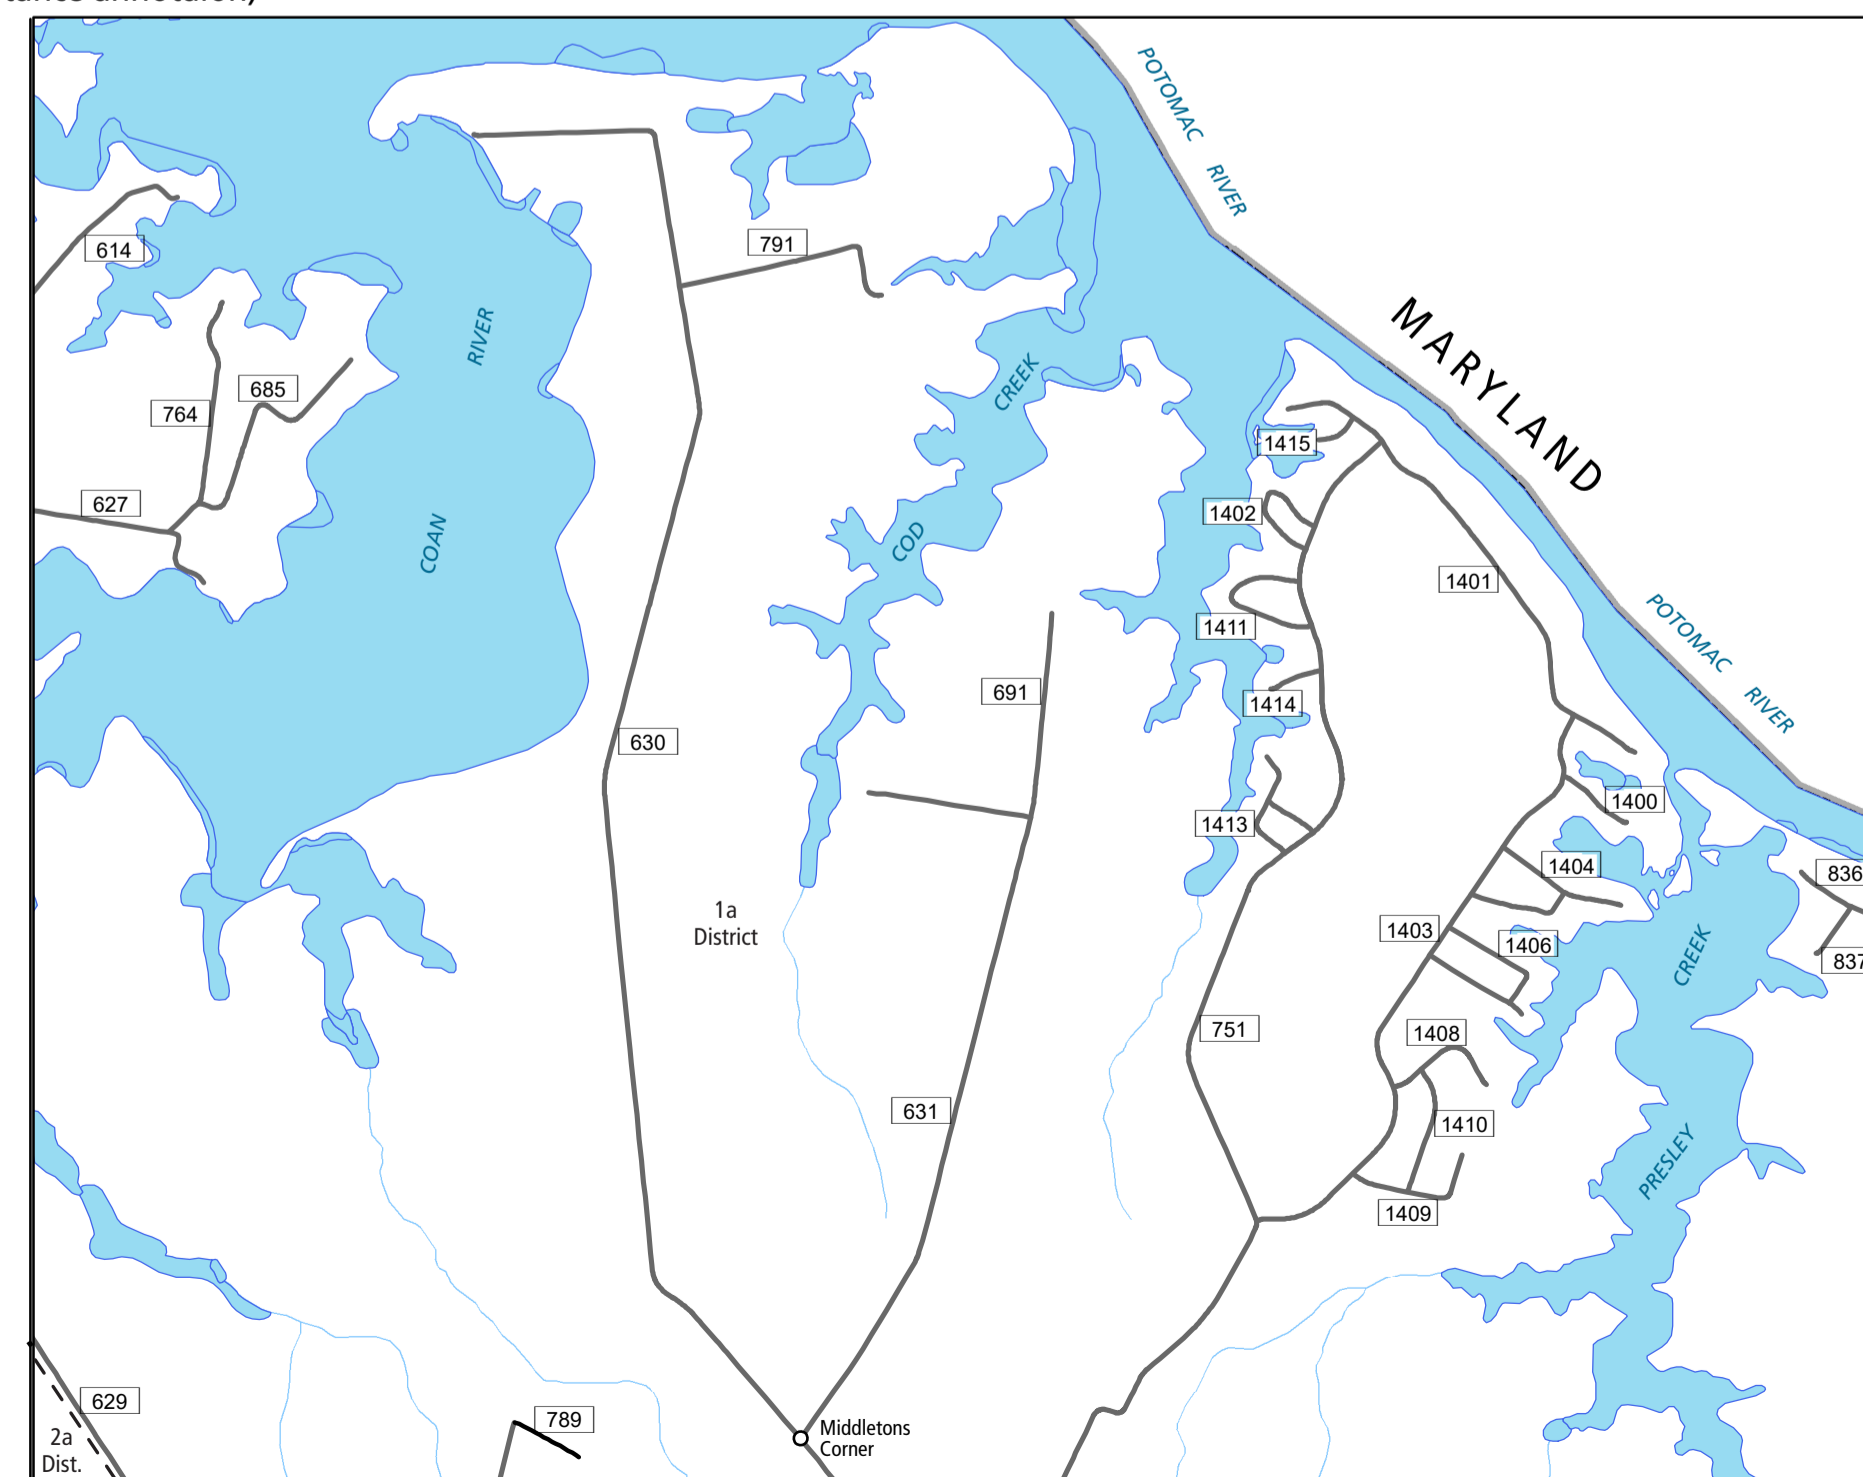 POTOMAC RIVER
791
614
MARYLAND
RIVER
CREEK
685
764
1415
627
1402
COAN
COD
1401
1411
POTOMAC RIVER
691
1414
630
1400
1413
1404
836
1a
District
1403
1406
CREEK
837
751
1408
631
1410
PRESLEY
1409
629
789
Middletons
Corner
2a
Dist.